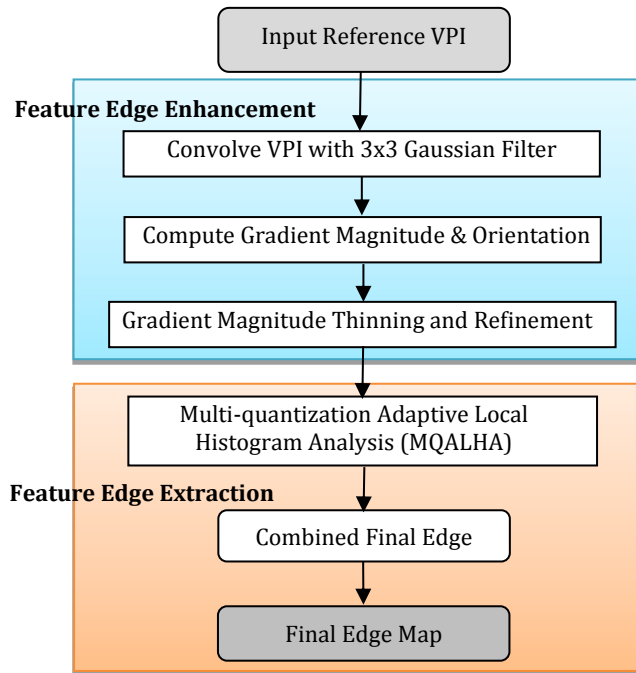 Input Reference VPI
Feature Edge Enhancement
Convolve VPI with 3x3 Gaussian Filter
Compute Gradient Magnitude & Orientation
Gradient Magnitude Thinning and Refinement
Multi-quantization Adaptive Local
Histogram Analysis (MQALHA)
Feature Edge Extraction
Combined Final Edge
Final Edge Map